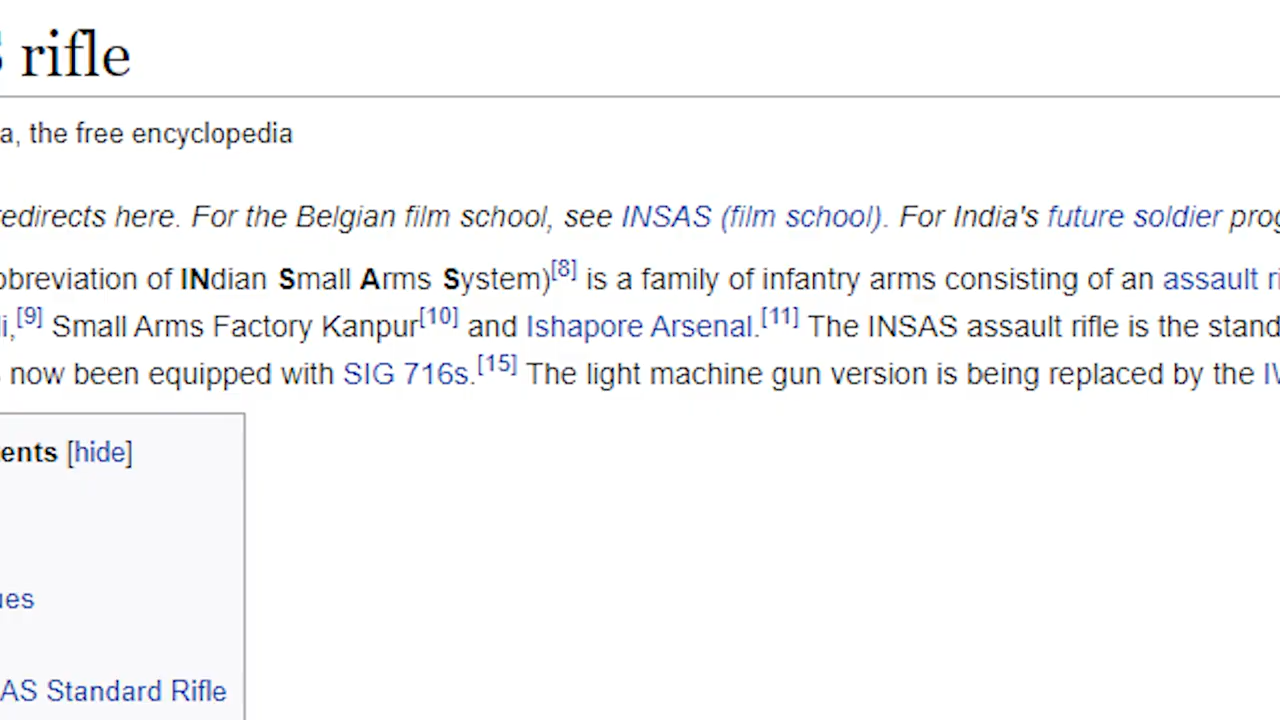 rifle
a, the free encyclopedia
redirects here. For the Belgian film school, see INSAS (film school). For India's future soldier prog
bbreviation of INdian Small Arms System)[8] is a family of infantry arms consisting of an assault ri
li,[9] Small Arms Factory Kanpur[10] and Ishapore Arsenal.[11] The INSAS assault rifle is the stand
now been equipped with SIG 716s.[15] The light machine gun version is being replaced by the IW
ents [hide]
ues
AS Standard Rifle